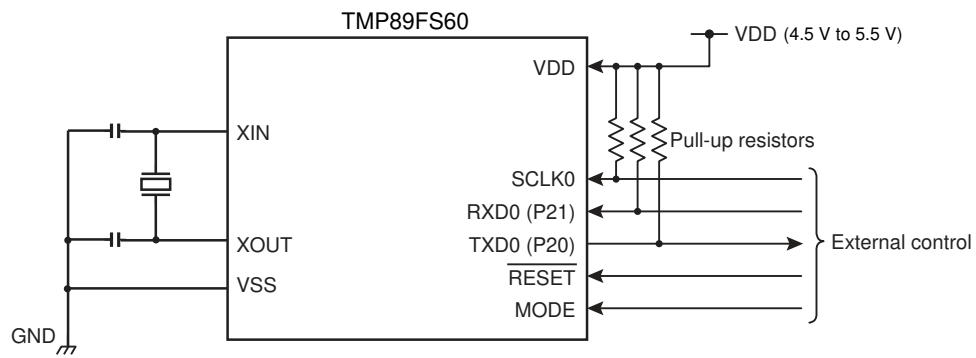 TMP89FS60
VDD (4.5 V to 5.5 V)
VDD
XIN
Pull-up resistors
SCLK0
RXD0 (P21)
TXD0 (P20)
External control
XOUT
RESET
VSS
MODE
GND